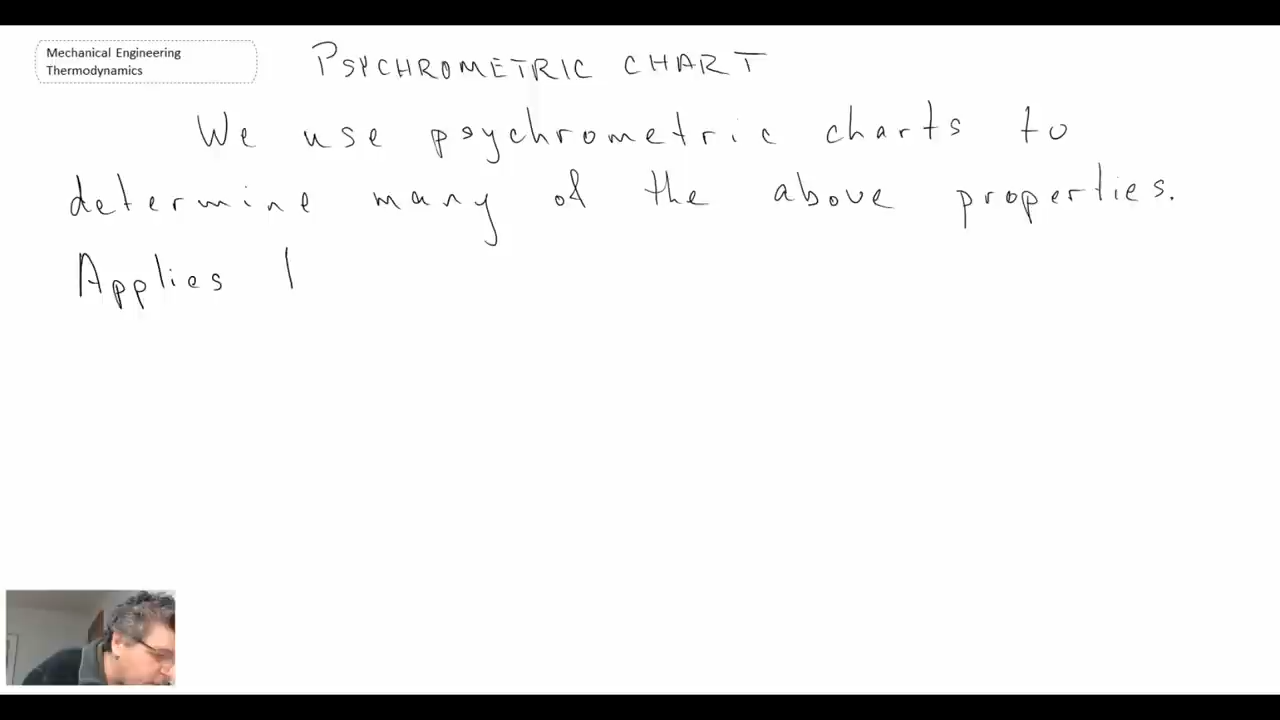 Mechanical Engineering
Thermodynamics
PSYCHROMETRIC CHART
We use psychrometric charts to
determine many of the above properties.
Applies